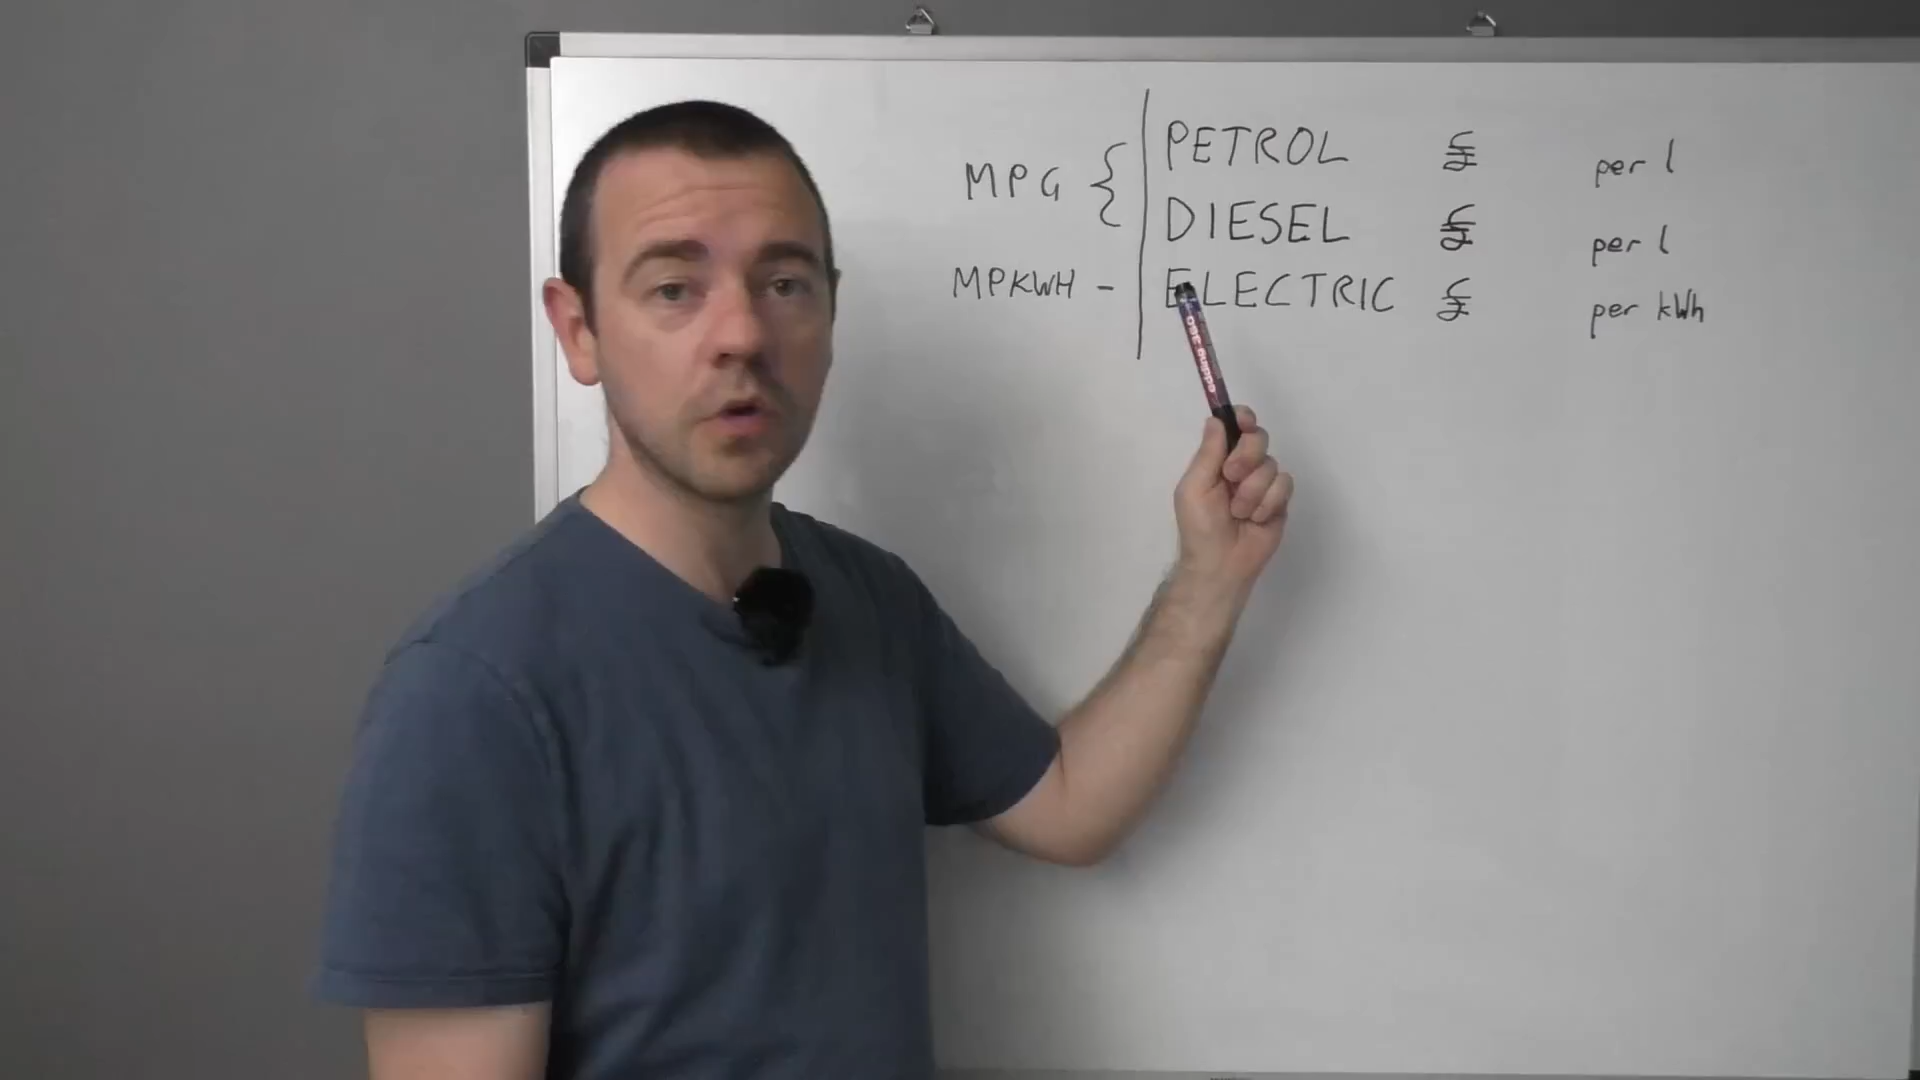 MPG { PETROL £ per l
DIESEL £ per l
MPKWH - ELECTRIC £ per kWh